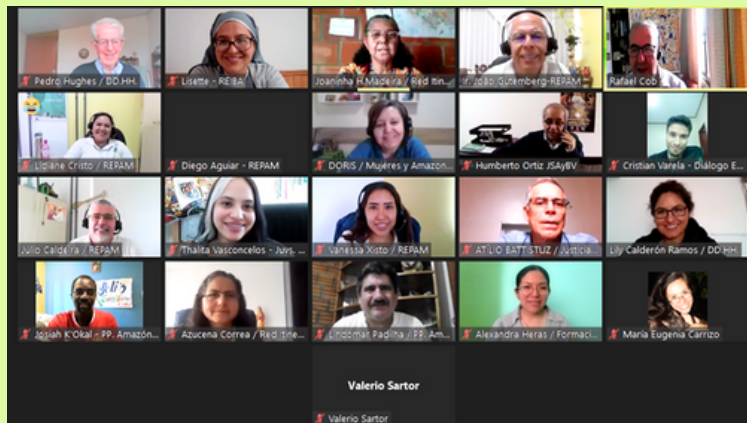 Pedro Hughes / DD.HH.
Lisette - REIBA
Joaninha H.Madeira / Red Itin...
Ir. João Gutemberg-REPAM
Rafael Cob
Lidiane Cristo / REPAM
Diego Aguiar - REPAM
DORIS / Mujeres y Amazon...
Humberto Ortiz JSAyBV
Cristian Varela - Diálogo E...
Julio Caldeira / REPAM
Thalita Vasconcelos - Juvs. ...
Vanessa Xisto / REPAM
ATILIO BATTISTUZ / Justicia...
Lily Calderón Ramos / DD.HH
Josiah K'Okal - PP. Amazón...
Azucena Correa / Red Itine...
Lindomar Padilha / PP. Am...
Alexandra Heras / Formaci...
María Eugenia Carrizo
Valerio Sartor
Valerio Sartor